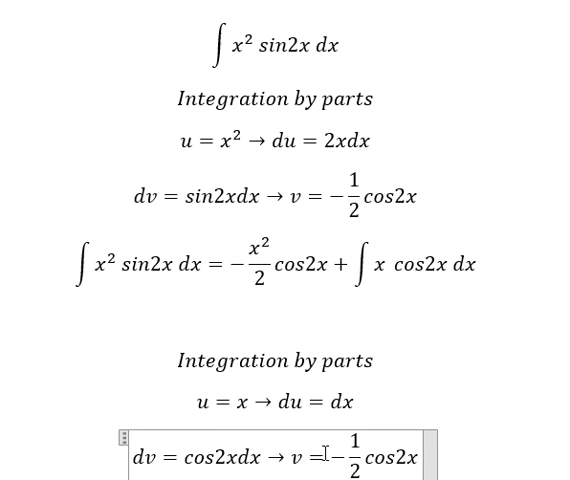 ∫ x² sin2x dx
Integration by parts
u = x² → du = 2xdx
dv = sin2xdx → v = −1/2 cos2x
∫ x² sin2x dx = −x²/2 cos2x + ∫ x cos2x dx
Integration by parts
u = x → du = dx
dv = cos2xdx → v = −1/2 cos2x